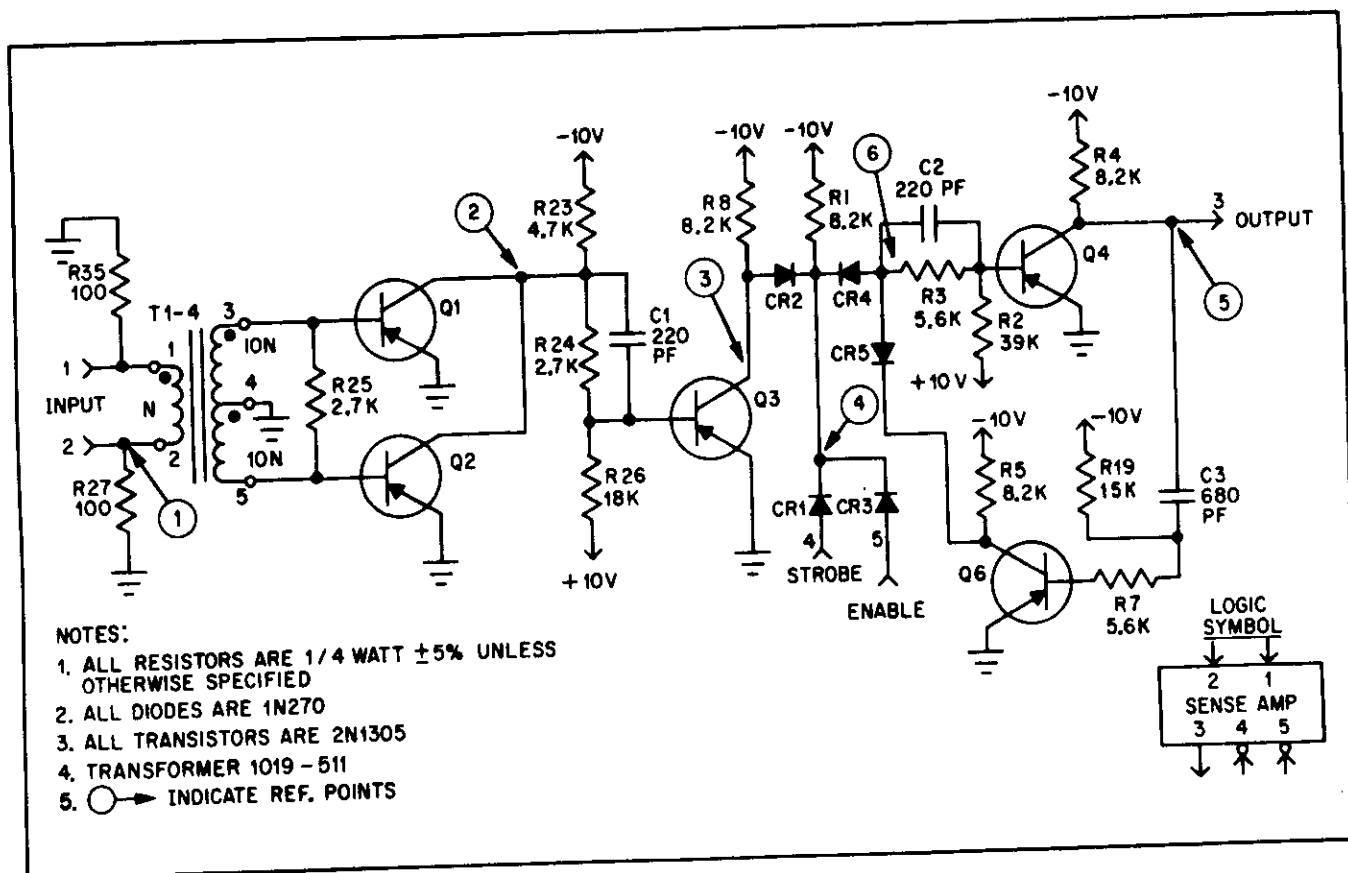 -10V
-10V
-10V
-10V
6
C2
220 PF
R4
8.2K
3
OUTPUT
2
R23
4.7K
R8
8.2K
R1
8.2K
R35
100
T1-4
3
10N
1
1
INPUT
N
4
2
2
10N
5
R27
100
1
R25
2.7K
Q1
Q2
R24
2.7K
C1
220
PF
R26
18K
+10V
3
Q3
CR2
CR4
R3
5.6K
R2
39K
+10V
Q4
5
CR5
4
CR1
CR3
4
5
STROBE
ENABLE
-10V
R5
8.2K
-10V
R19
15K
C3
680
PF
Q6
R7
5.6K
NOTES:
1. ALL RESISTORS ARE 1/4 WATT ±5% UNLESS
OTHERWISE SPECIFIED
2. ALL DIODES ARE 1N270
3. ALL TRANSISTORS ARE 2N1305
4. TRANSFORMER 1019-511
5. INDICATE REF. POINTS
LOGIC
SYMBOL
2 1
SENSE AMP
3 4 5